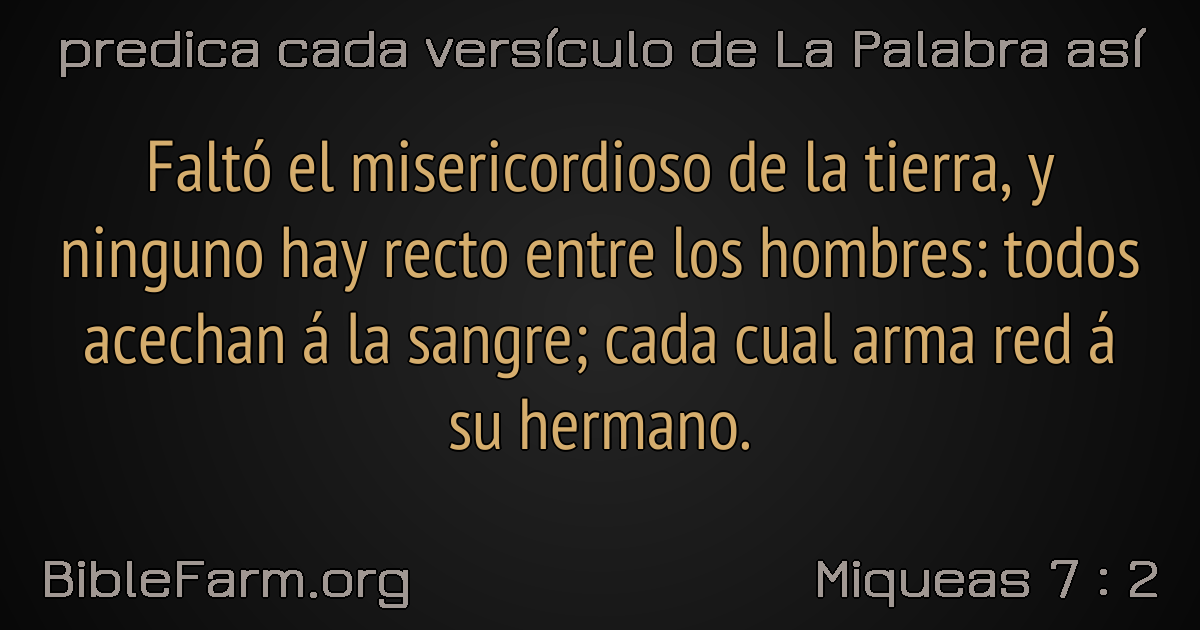 predica cada versículo de La Palabra así
Faltó el misericordioso de la tierra, y
ninguno hay recto entre los hombres: todos
acechan á la sangre; cada cual arma red á
su hermano.
BibleFarm.org
Miqueas 7 : 2